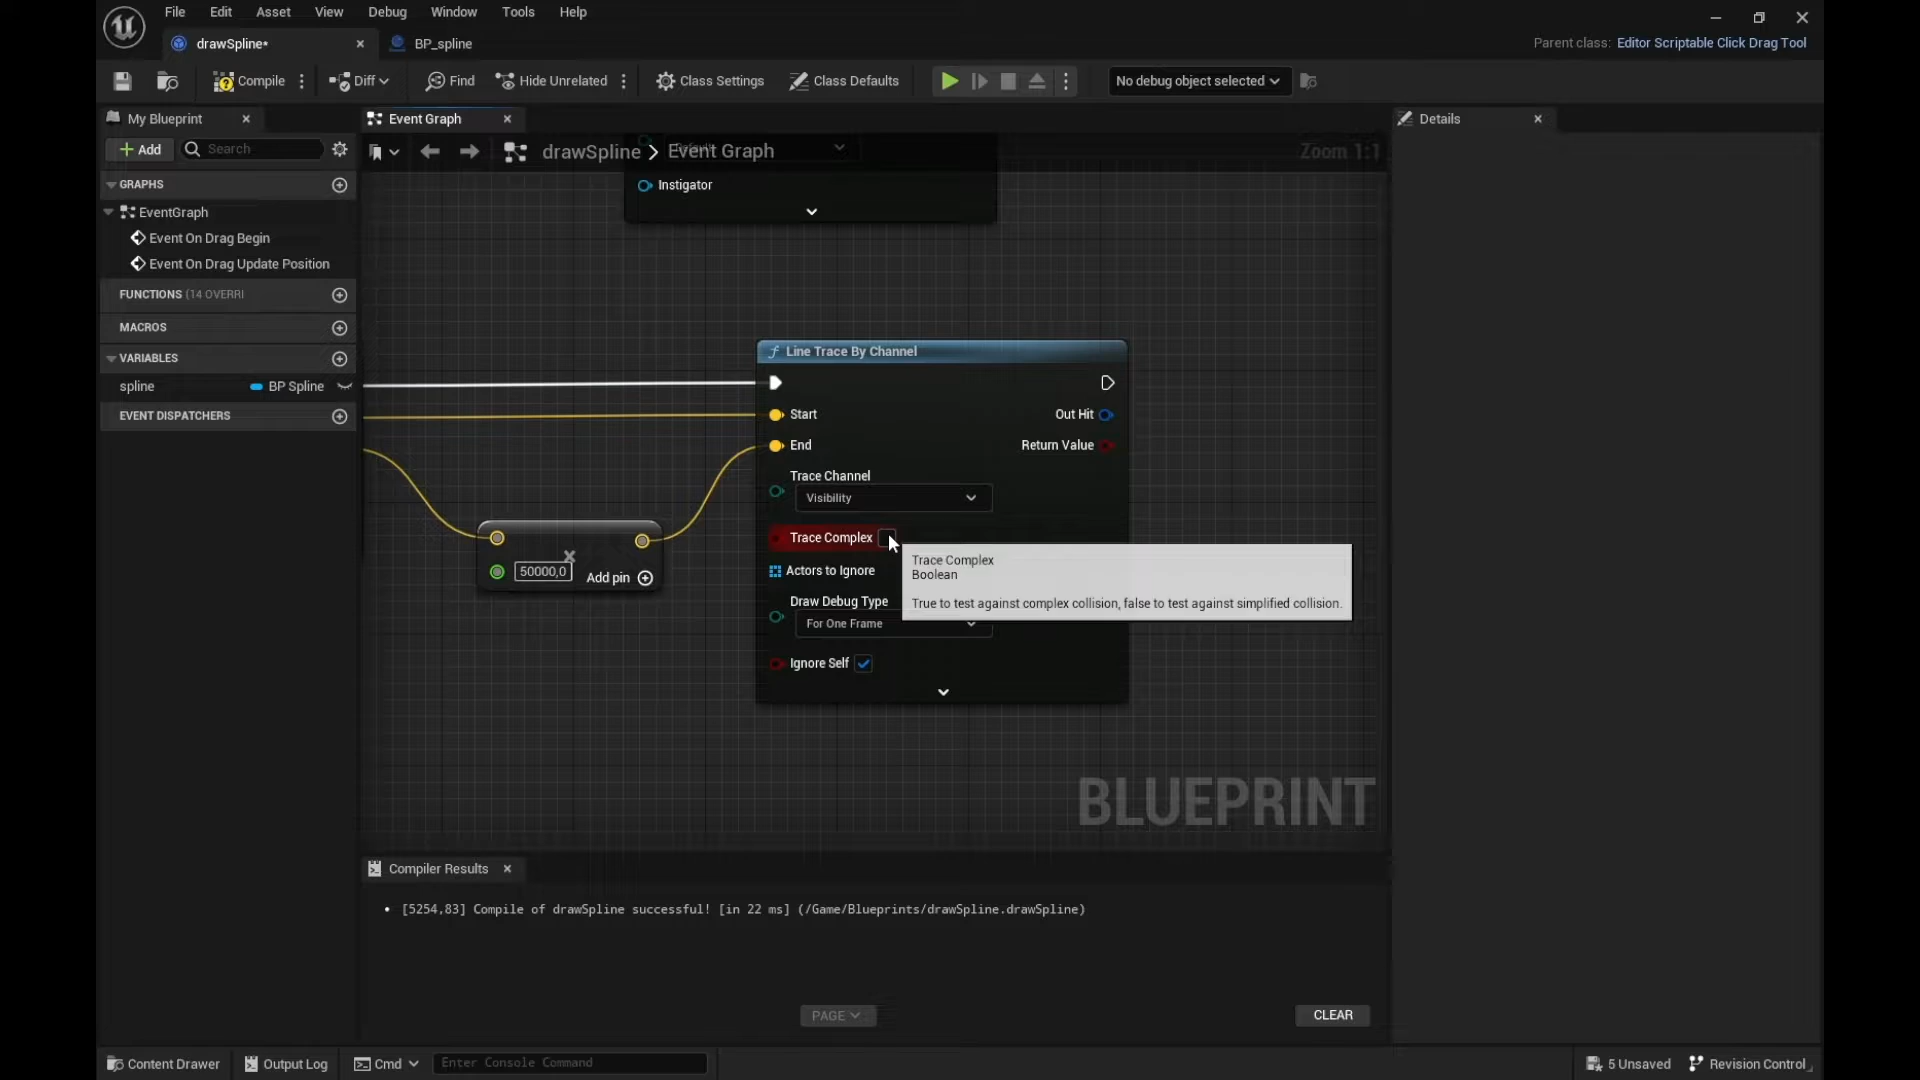 File Edit Asset View Debug Window Tools Help
drawSpline*
BP_spline
Parent class: Editor Scriptable Click Drag Tool
Compile
Diff
Find
Hide Unrelated
Class Settings
Class Defaults
No debug object selected
My Blueprint
Event Graph
Details
Add
Search
drawSpline > Event Graph
Zoom 1:1
GRAPHS
EventGraph
Event On Drag Begin
Event On Drag Update Position
FUNCTIONS (14 OVERRI
MACROS
VARIABLES
spline
BP Spline
EVENT DISPATCHERS
Instigator
f Line Trace By Channel
Start
Out Hit
End
Return Value
Trace Channel
Visibility
Trace Complex
Actors to Ignore
Draw Debug Type
For One Frame
Ignore Self
50000,0
Add pin
Trace Complex
Boolean
True to test against complex collision, false to test against simplified collision.
BLUEPRINT
Compiler Results
• [5254,83] Compile of drawSpline successful! [in 22 ms] (/Game/Blueprints/drawSpline.drawSpline)
PAGE
CLEAR
Content Drawer
Output Log
Cmd
Enter Console Command
5 Unsaved
Revision Control